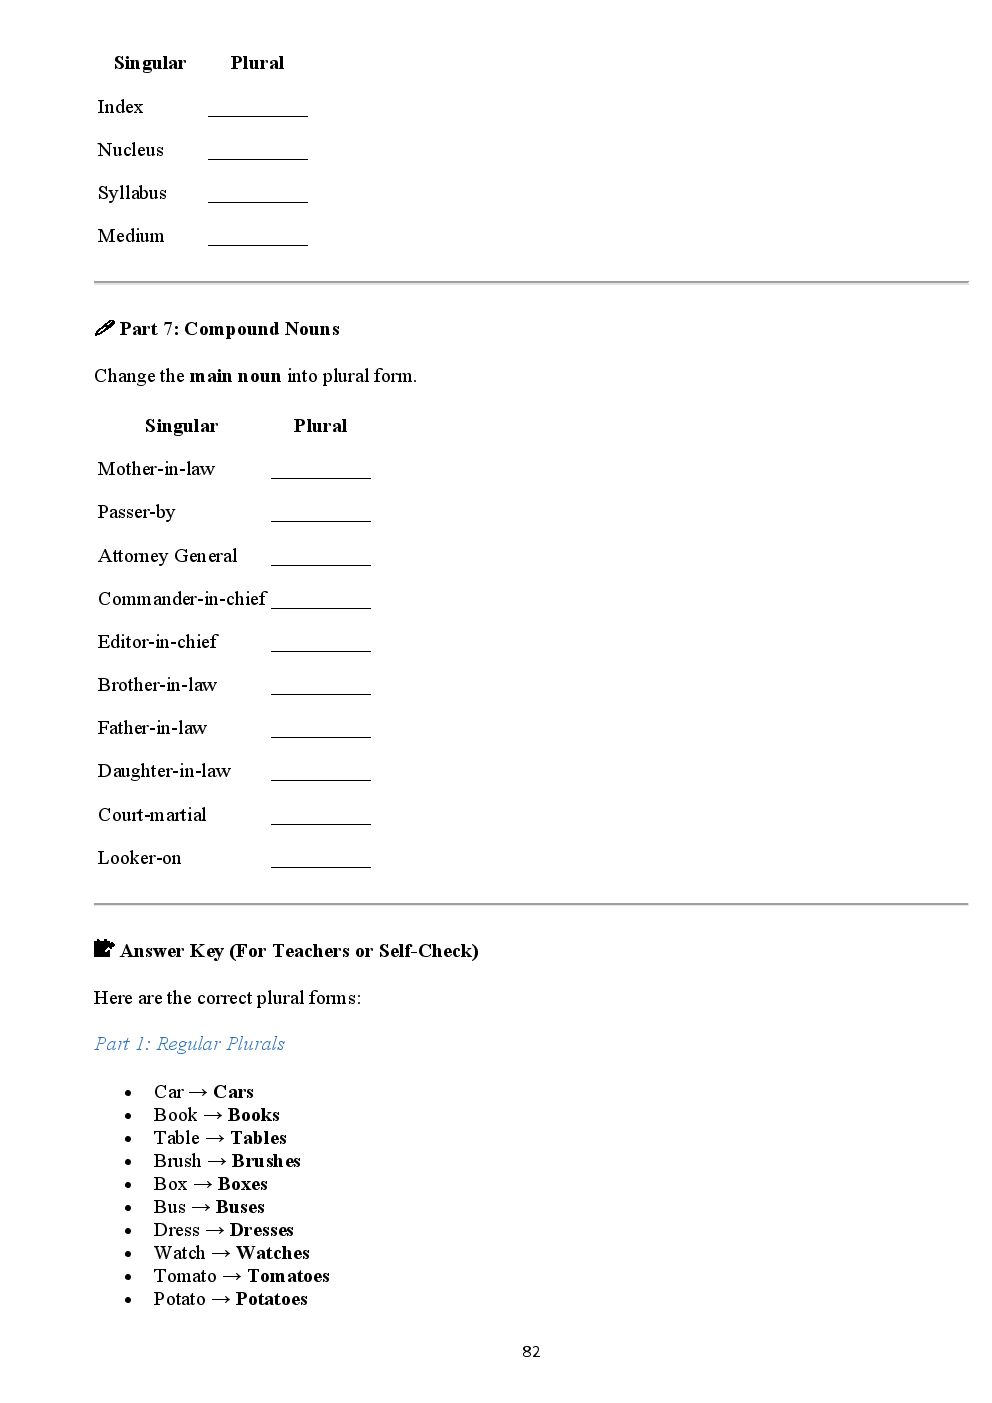 Singular Plural
Index __________
Nucleus __________
Syllabus __________
Medium __________
Part 7: Compound Nouns
Change the main noun into plural form.
Singular Plural
Mother-in-law __________
Passer-by __________
Attorney General __________
Commander-in-chief __________
Editor-in-chief __________
Brother-in-law __________
Father-in-law __________
Daughter-in-law __________
Court-martial __________
Looker-on __________
Answer Key (For Teachers or Self-Check)
Here are the correct plural forms:
Part 1: Regular Plurals
• Car → Cars
• Book → Books
• Table → Tables
• Brush → Brushes
• Box → Boxes
• Bus → Buses
• Dress → Dresses
• Watch → Watches
• Tomato → Tomatoes
• Potato → Potatoes
82